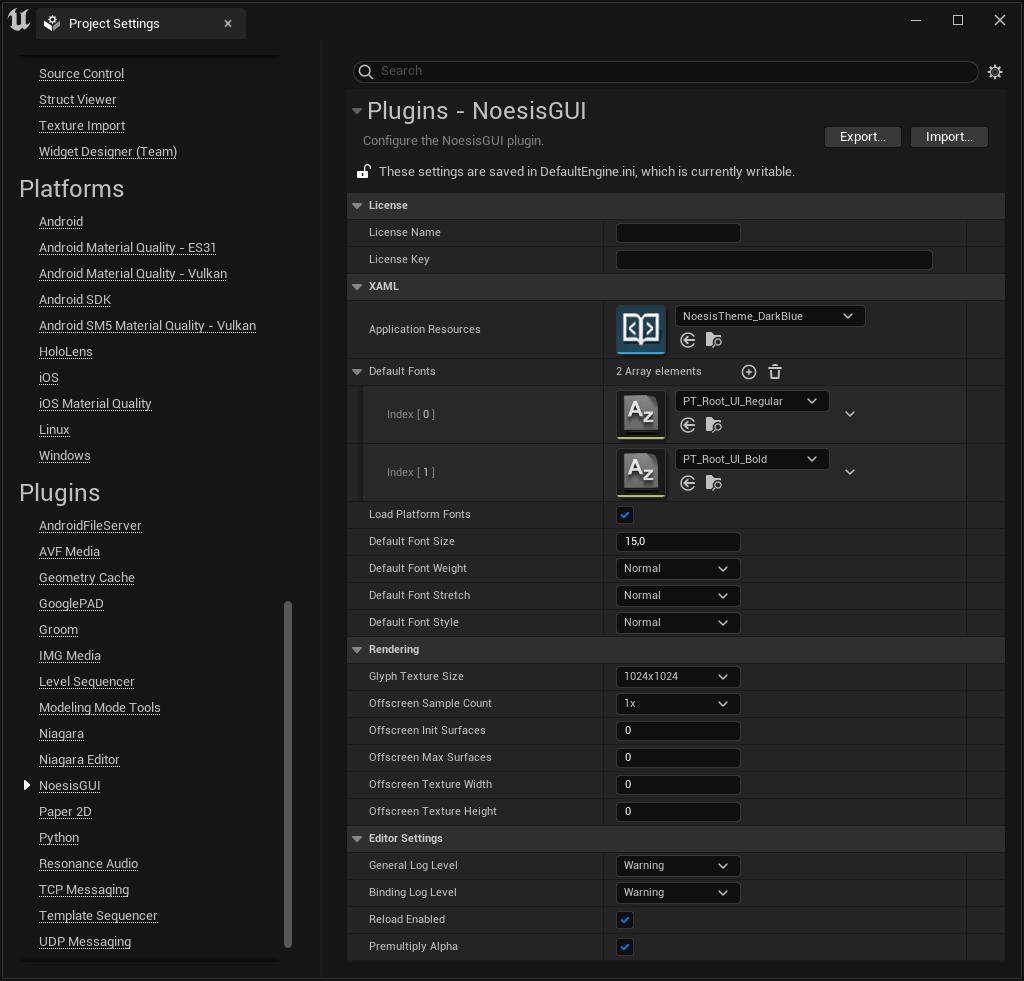 Project Settings
Source Control
Struct Viewer
Texture Import
Widget Designer (Team)
Platforms
Android
Android Material Quality - ES31
Android Material Quality - Vulkan
Android SDK
Android SM5 Material Quality - Vulkan
HoloLens
iOS
iOS Material Quality
Linux
Windows
Plugins
AndroidFileServer
AVF Media
Geometry Cache
GooglePAD
Groom
IMG Media
Level Sequencer
Modeling Mode Tools
Niagara
Niagara Editor
NoesisGUI
Paper 2D
Python
Resonance Audio
TCP Messaging
Template Sequencer
UDP Messaging
Search
Plugins - NoesisGUI
Configure the NoesisGUI plugin.
Export... Import...
These settings are saved in DefaultEngine.ini, which is currently writable.
License
License Name
License Key
XAML
Application Resources NoesisTheme_DarkBlue
Default Fonts 2 Array elements
Index [ 0 ] AZ PT_Root_UI_Regular
Index [ 1 ] AZ PT_Root_UI_Bold
Load Platform Fonts
Default Font Size 15,0
Default Font Weight Normal
Default Font Stretch Normal
Default Font Style Normal
Rendering
Glyph Texture Size 1024x1024
Offscreen Sample Count 1x
Offscreen Init Surfaces 0
Offscreen Max Surfaces 0
Offscreen Texture Width 0
Offscreen Texture Height 0
Editor Settings
General Log Level Warning
Binding Log Level Warning
Reload Enabled
Premultiply Alpha